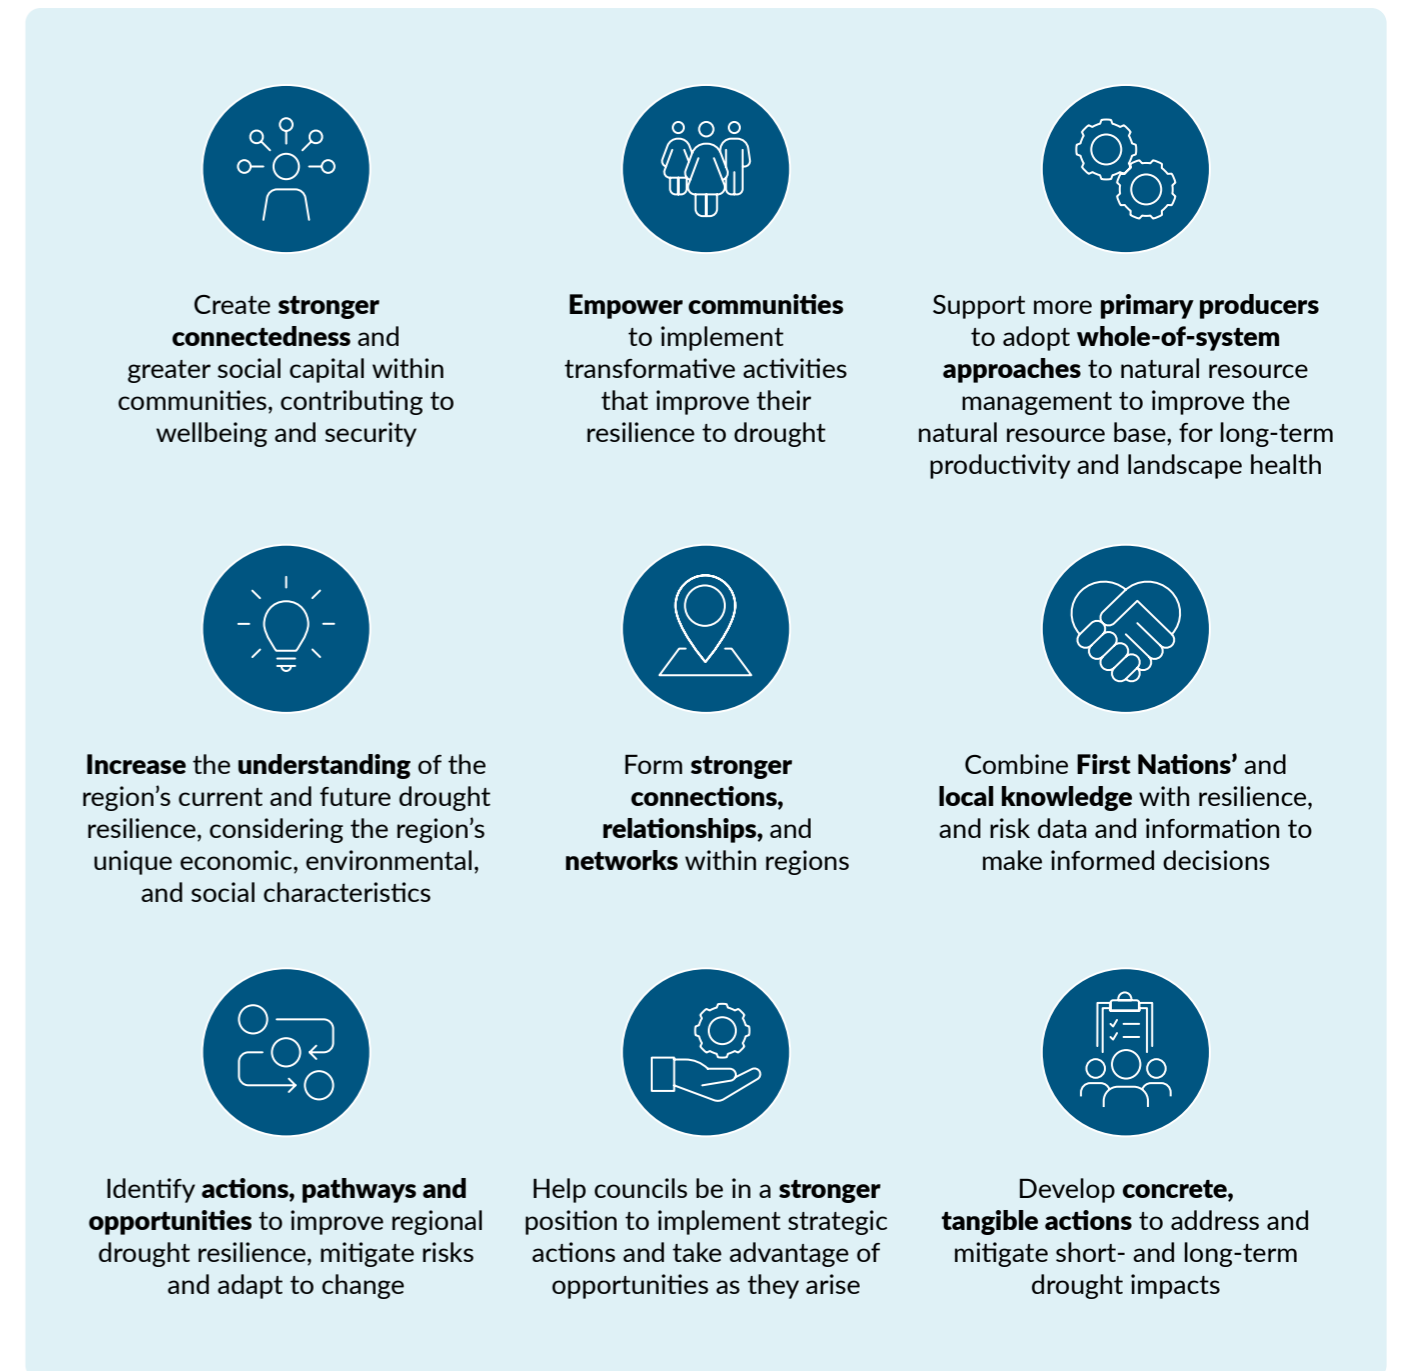 Create stronger
connectedness and
greater social capital within
communities, contributing to
wellbeing and security
Empower communities
to implement
transformative activities
that improve their
resilience to drought
Support more primary producers
to adopt whole-of-system
approaches to natural resource
management to improve the
natural resource base, for long-term
productivity and landscape health
Increase the understanding of the
region’s current and future drought
resilience, considering the region’s
unique economic, environmental,
and social characteristics
Form stronger
connections,
relationships, and
networks within regions
Combine First Nations’ and
local knowledge with resilience,
and risk data and information to
make informed decisions
Identify actions, pathways and
opportunities to improve regional
drought resilience, mitigate risks
and adapt to change
Help councils be in a stronger
position to implement strategic
actions and take advantage of
opportunities as they arise
Develop concrete,
tangible actions to address and
mitigate short- and long-term
drought impacts